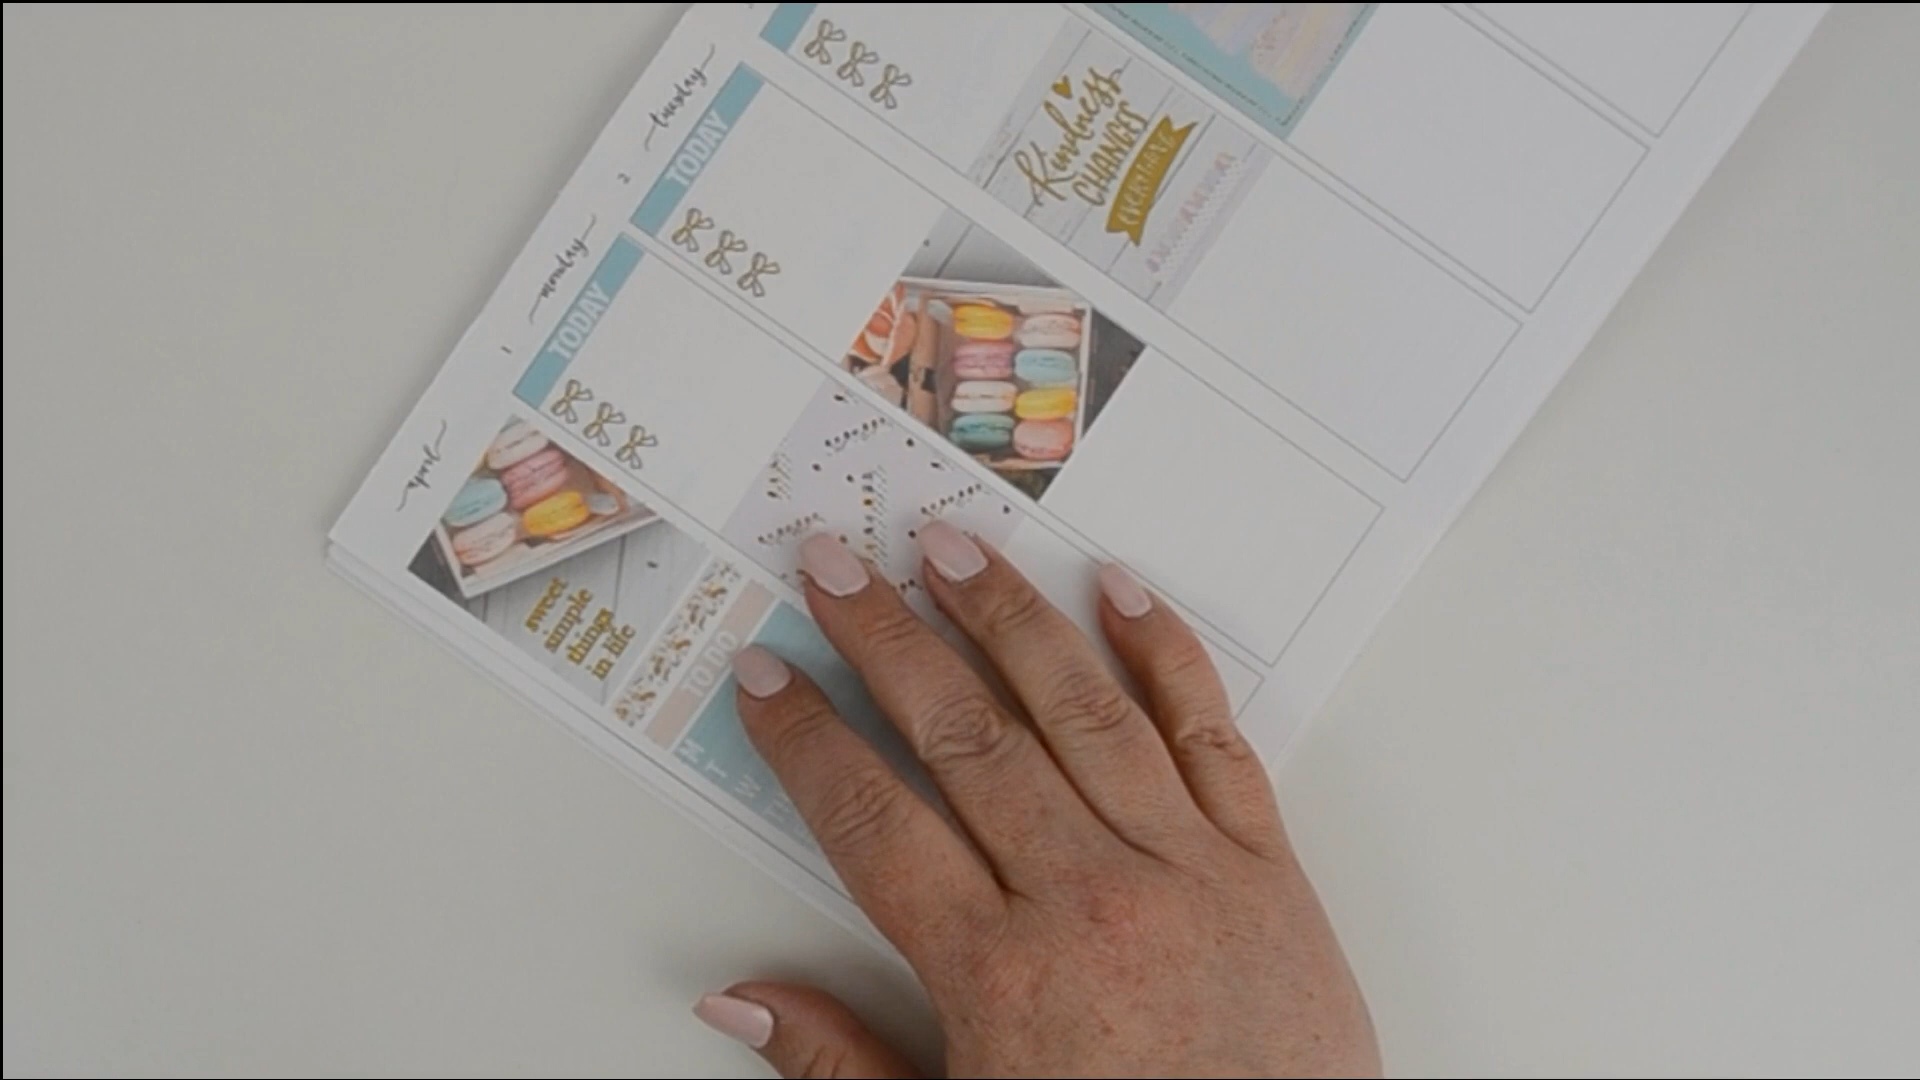 april
1
monday
2
tuesday
TODAY
TODAY
sweet
simple
things
in life
TO DO
M
T
W
Kindness
CHANGES
everything